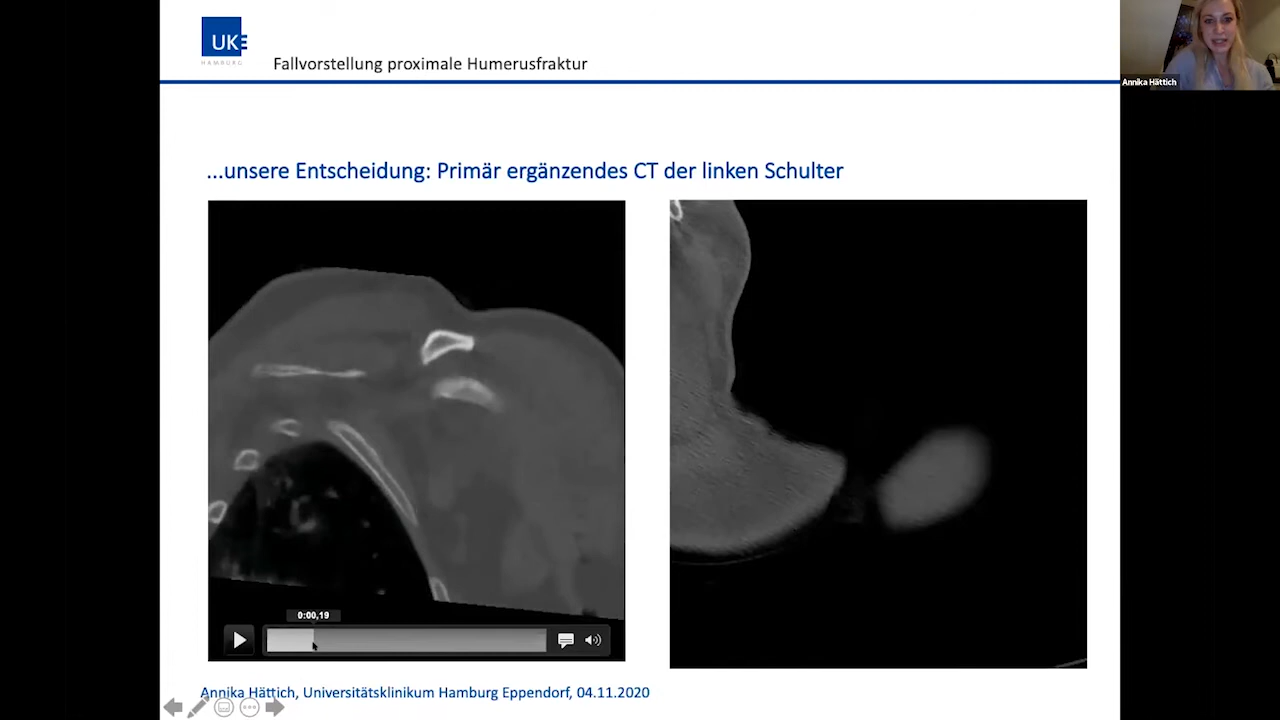 UKE
HAMBURG
Fallvorstellung proximale Humerusfraktur
Annika Hättich
...unsere Entscheidung: Primär ergänzendes CT der linken Schulter
0:00,19
Annika Hättich, Universitätsklinikum Hamburg Eppendorf, 04.11.2020